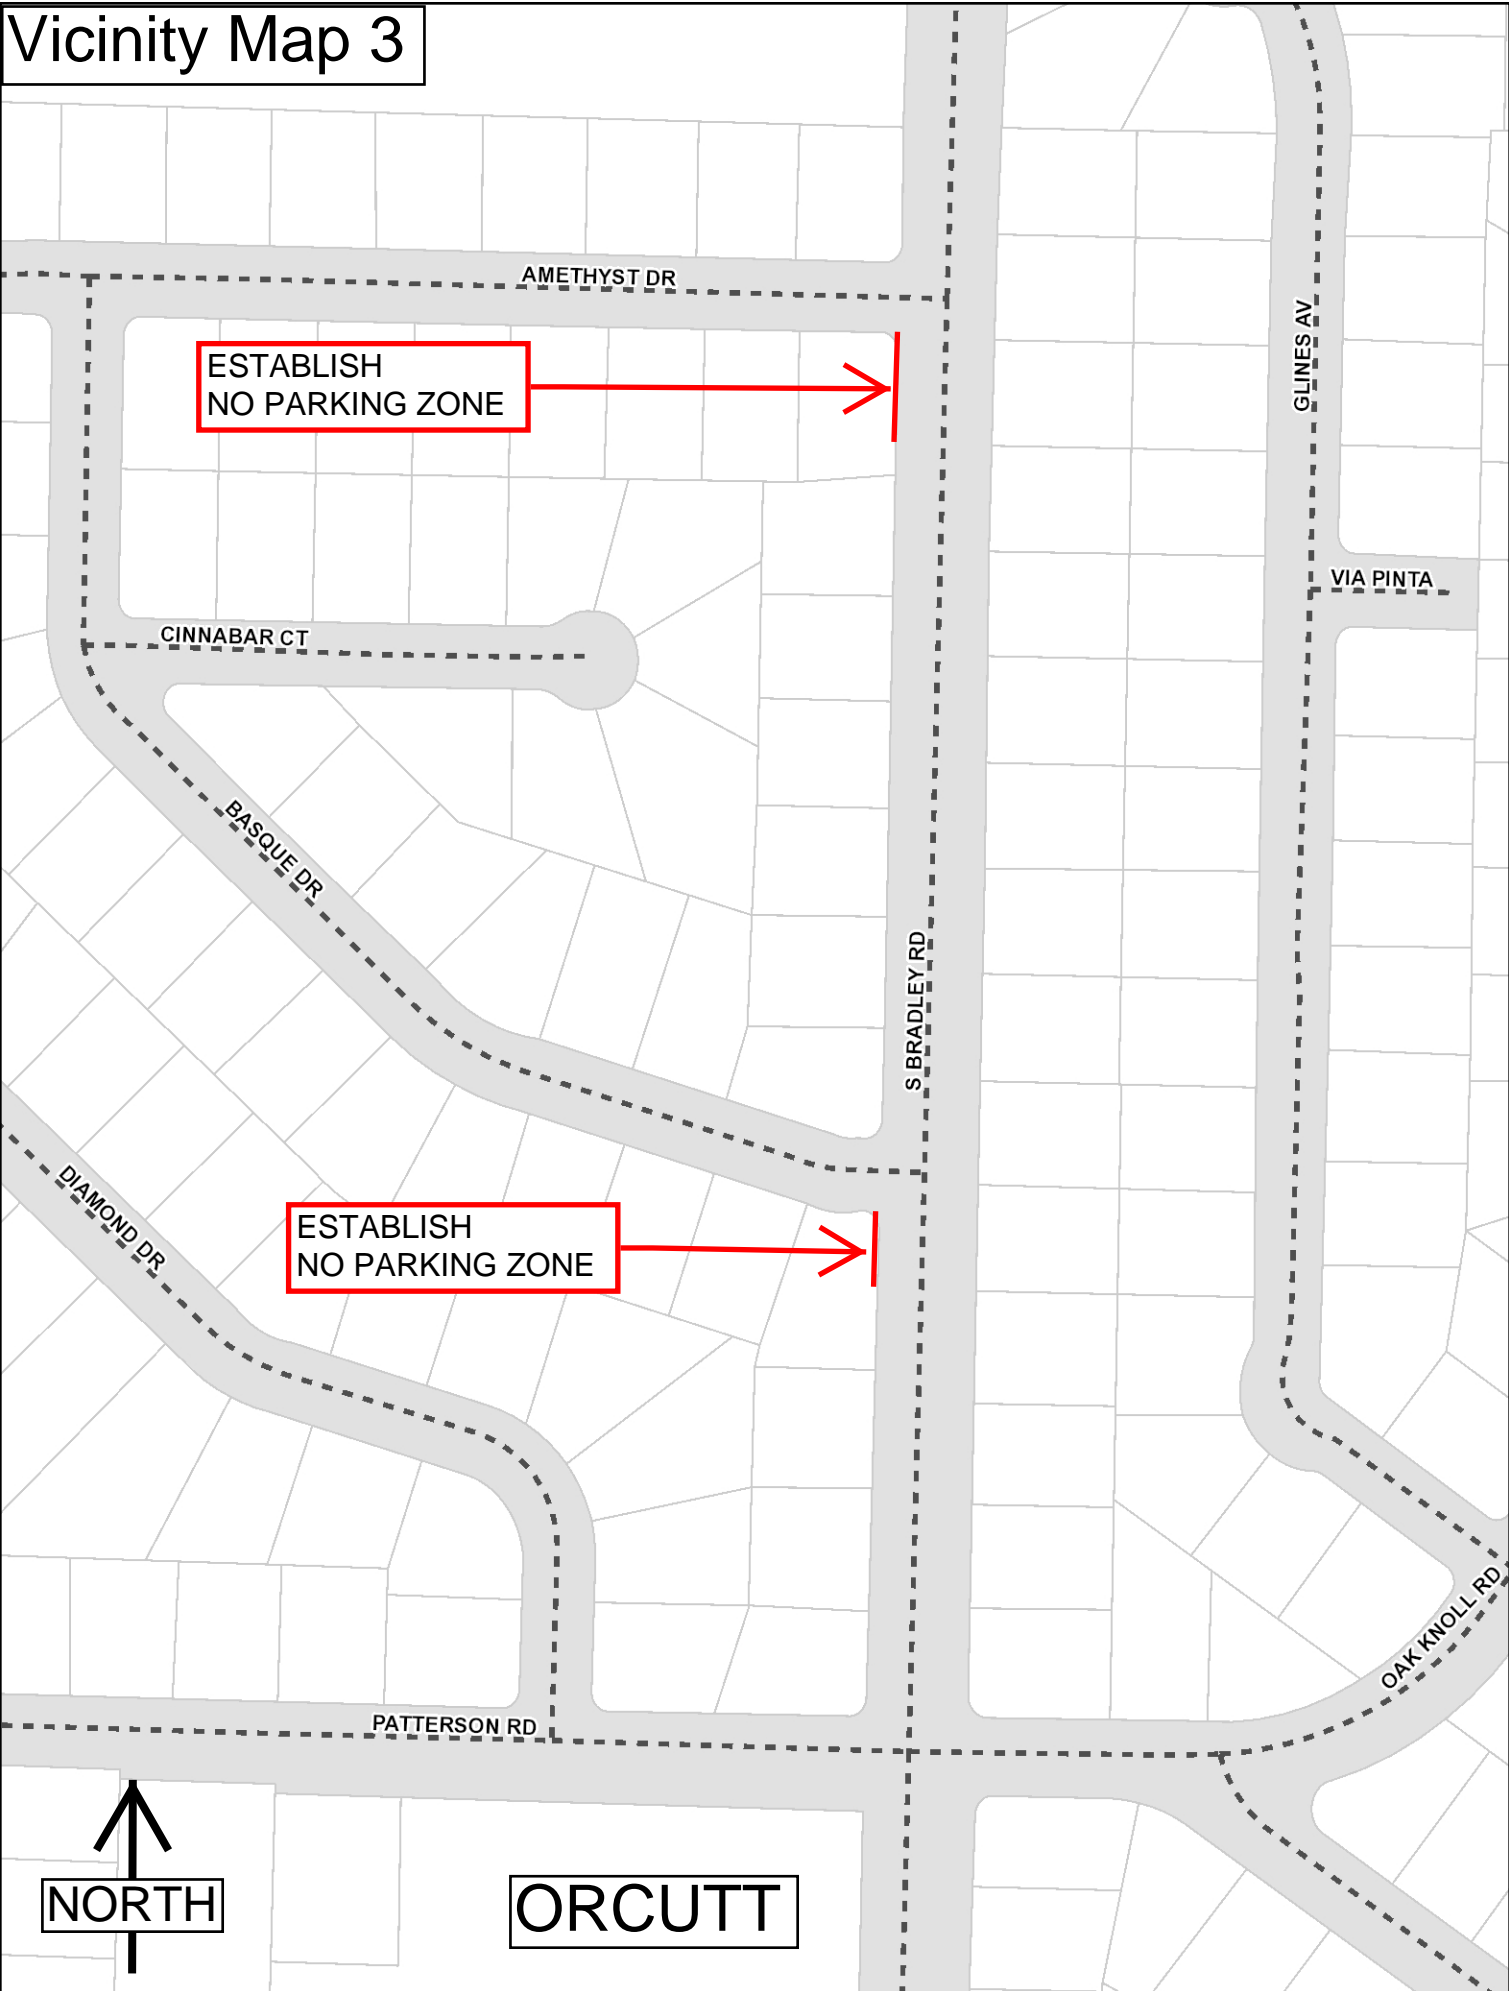 Vicinity Map 3
AMETHYST DR
ESTABLISH
NO PARKING ZONE
GLINES AV
VIA PINTA
CINNABAR CT
BASQUE DR
S BRADLEY RD
DIAMOND DR
ESTABLISH
NO PARKING ZONE
OAK KNOLL RD
PATTERSON RD
NORTH
ORCUTT